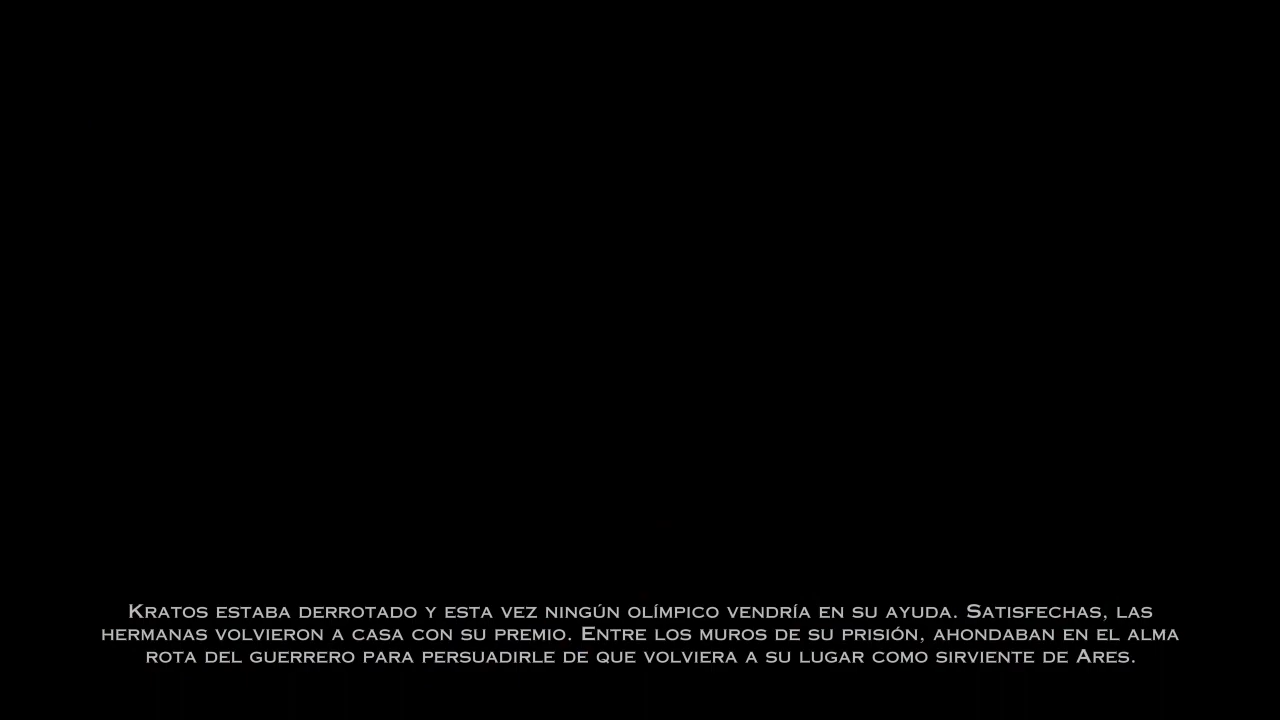 Kratos estaba derrotado y esta vez ningún olímpico vendría en su ayuda. Satisfechas, las
hermanas volvieron a casa con su premio. Entre los muros de su prisión, ahondaban en el alma
rota del guerrero para persuadirle de que volviera a su lugar como sirviente de Ares.